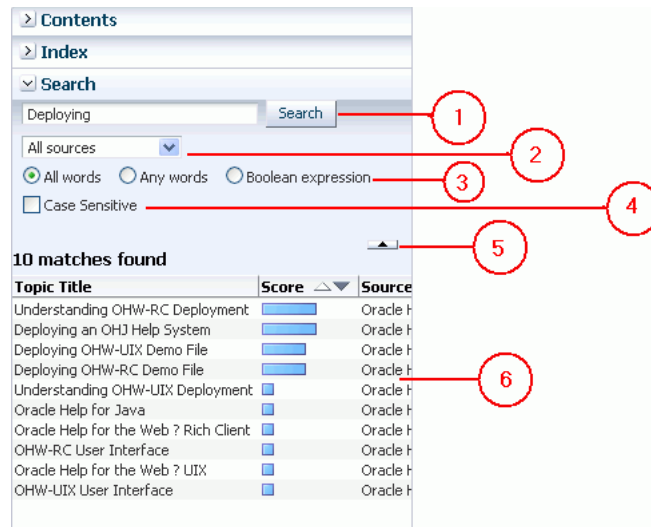 Contents
Index
Search
Deploying Search 1
All sources 2
All words Any words Boolean expression 3
Case Sensitive 4
5
10 matches found
Topic Title Score Source
Understanding OHW-RC Deployment Oracle H
Deploying an OHJ Help System Oracle H
Deploying OHW-UIX Demo File Oracle H
Deploying OHW-RC Demo File Oracle H
6
Understanding OHW-UIX Deployment Oracle H
Oracle Help for Java Oracle H
Oracle Help for the Web ? Rich Client Oracle H
OHW-RC User Interface Oracle H
Oracle Help for the Web ? UIX Oracle H
OHW-UIX User Interface Oracle H